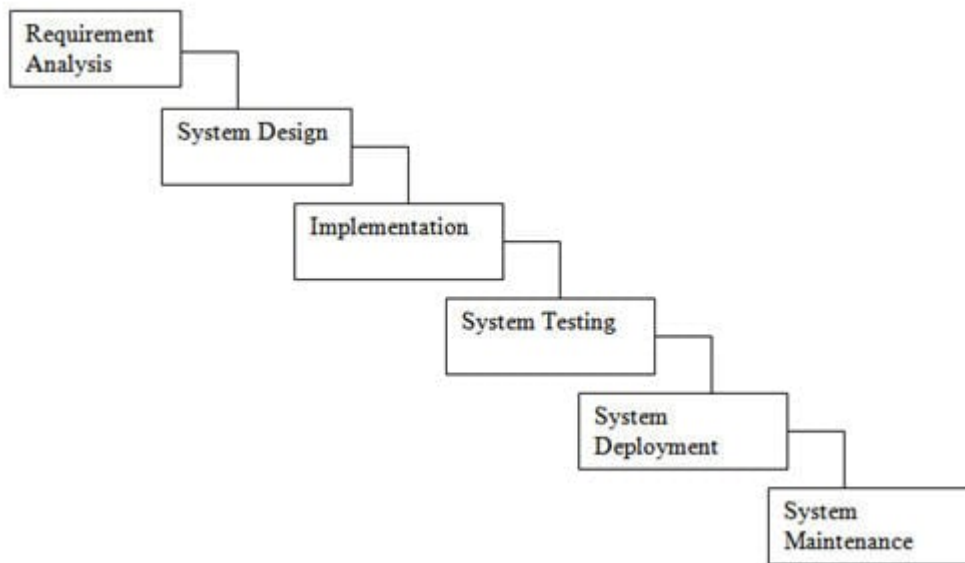 Requirement
Analysis
System Design
Implementation
System Testing
System
Deployment
System
Maintenance